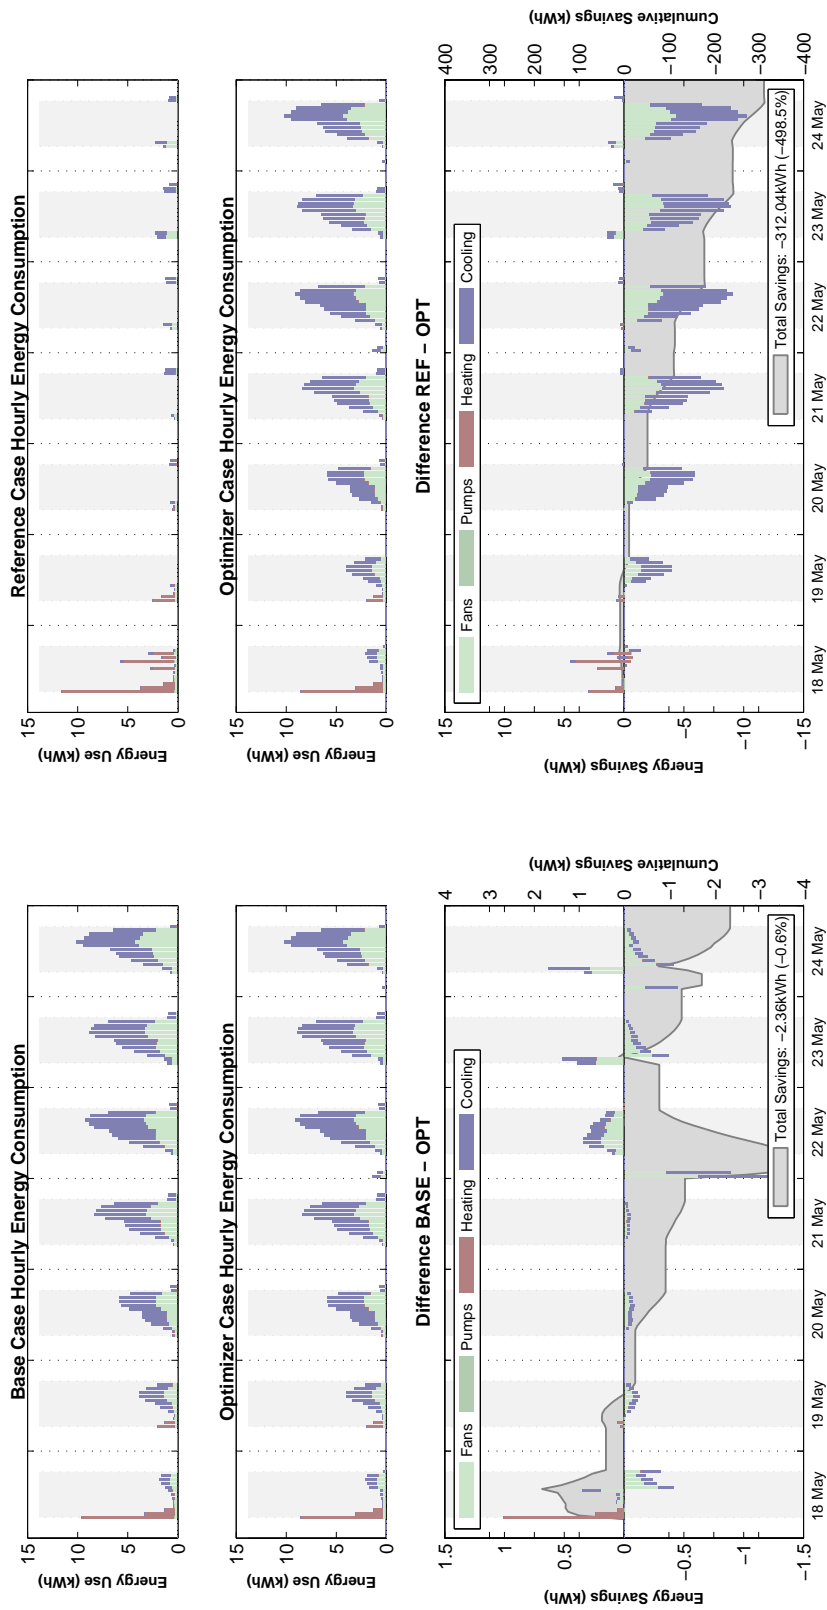 Base Case Hourly Energy Consumption
Energy Use (kWh)
15
10
5
0
Optimizer Case Hourly Energy Consumption
Energy Use (kWh)
15
10
5
0
Difference BASE − OPT
Energy Savings (kWh)
1.5
1
0.5
0
−0.5
−1
−1.5
Fans Pumps Heating Cooling
Cumulative Savings (kWh)
4
3
2
1
0
−1
−2
−3
−4
Total Savings: −2.36kWh (−0.6%)
18 May 19 May 20 May 21 May 22 May 23 May 24 May
Reference Case Hourly Energy Consumption
Energy Use (kWh)
15
10
5
0
Optimizer Case Hourly Energy Consumption
Energy Use (kWh)
15
10
5
0
Difference REF − OPT
Energy Savings (kWh)
15
10
5
0
−5
−10
−15
Fans Pumps Heating Cooling
Cumulative Savings (kWh)
400
300
200
100
0
−100
−200
−300
−400
Total Savings: −312.04kWh (−498.5%)
18 May 19 May 20 May 21 May 22 May 23 May 24 May